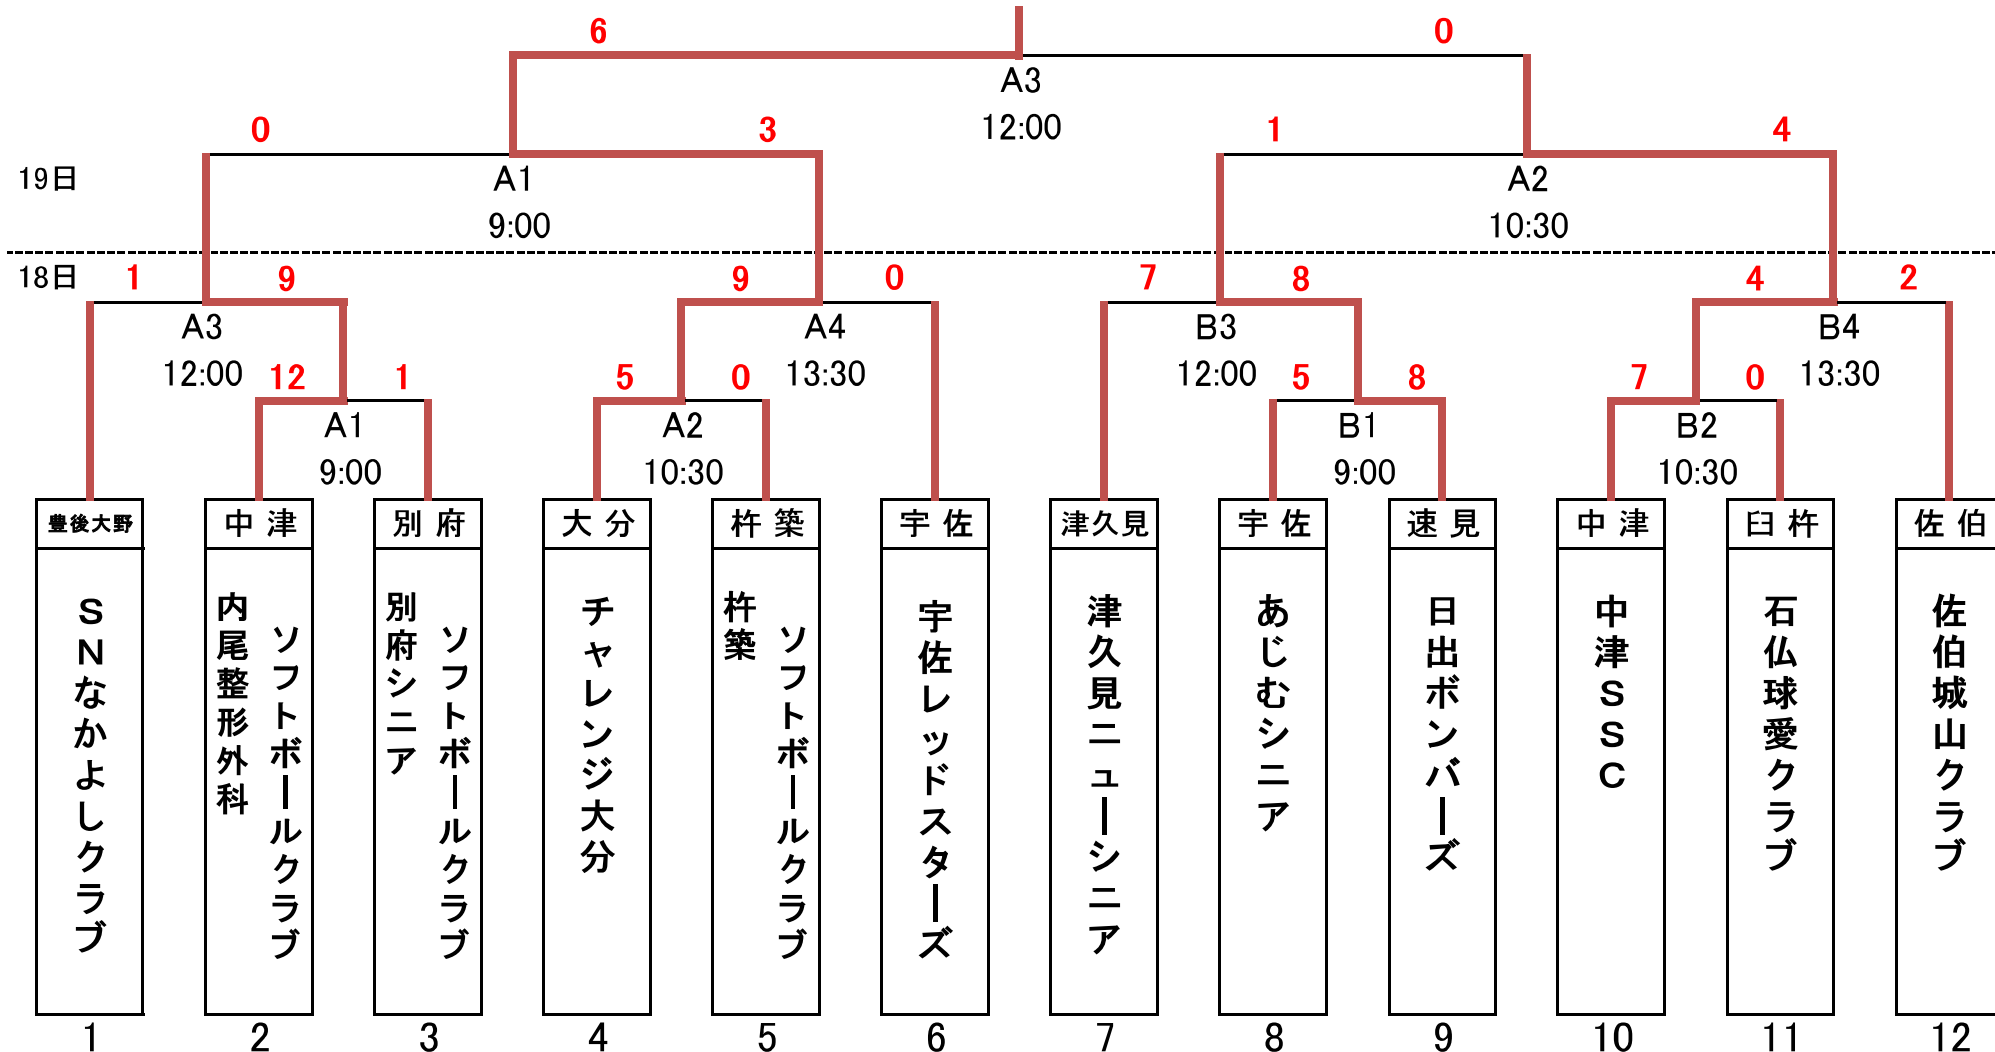 6 0
A3
12:00
0 3 1 4
19日
A1 A2
9:00 10:30
18日
1 9 9 0 7 8 4 2
A3 A4 B3 B4
12:00 13:30 12:00 13:30
12 1 5 0 5 8 7 0
A1 A2 B1 B2
9:00 10:30 9:00 10:30
豊後大野 中津 別府 大分 杵築 宇佐 津久見 宇佐 速見 中津 臼杵 佐伯
SNなかよしクラブ
内尾整形外科
ソフトボールクラブ
別府シニア
ソフトボールクラブ
チャレンジ大分
杵築
ソフトボールクラブ
宇佐レッドスターズ
津久見ニューシニア
あじむシニア
日出ボンバーズ
中津SSC
石仏球愛クラブ
佐伯城山クラブ
1 2 3 4 5 6 7 8 9 10 11 12